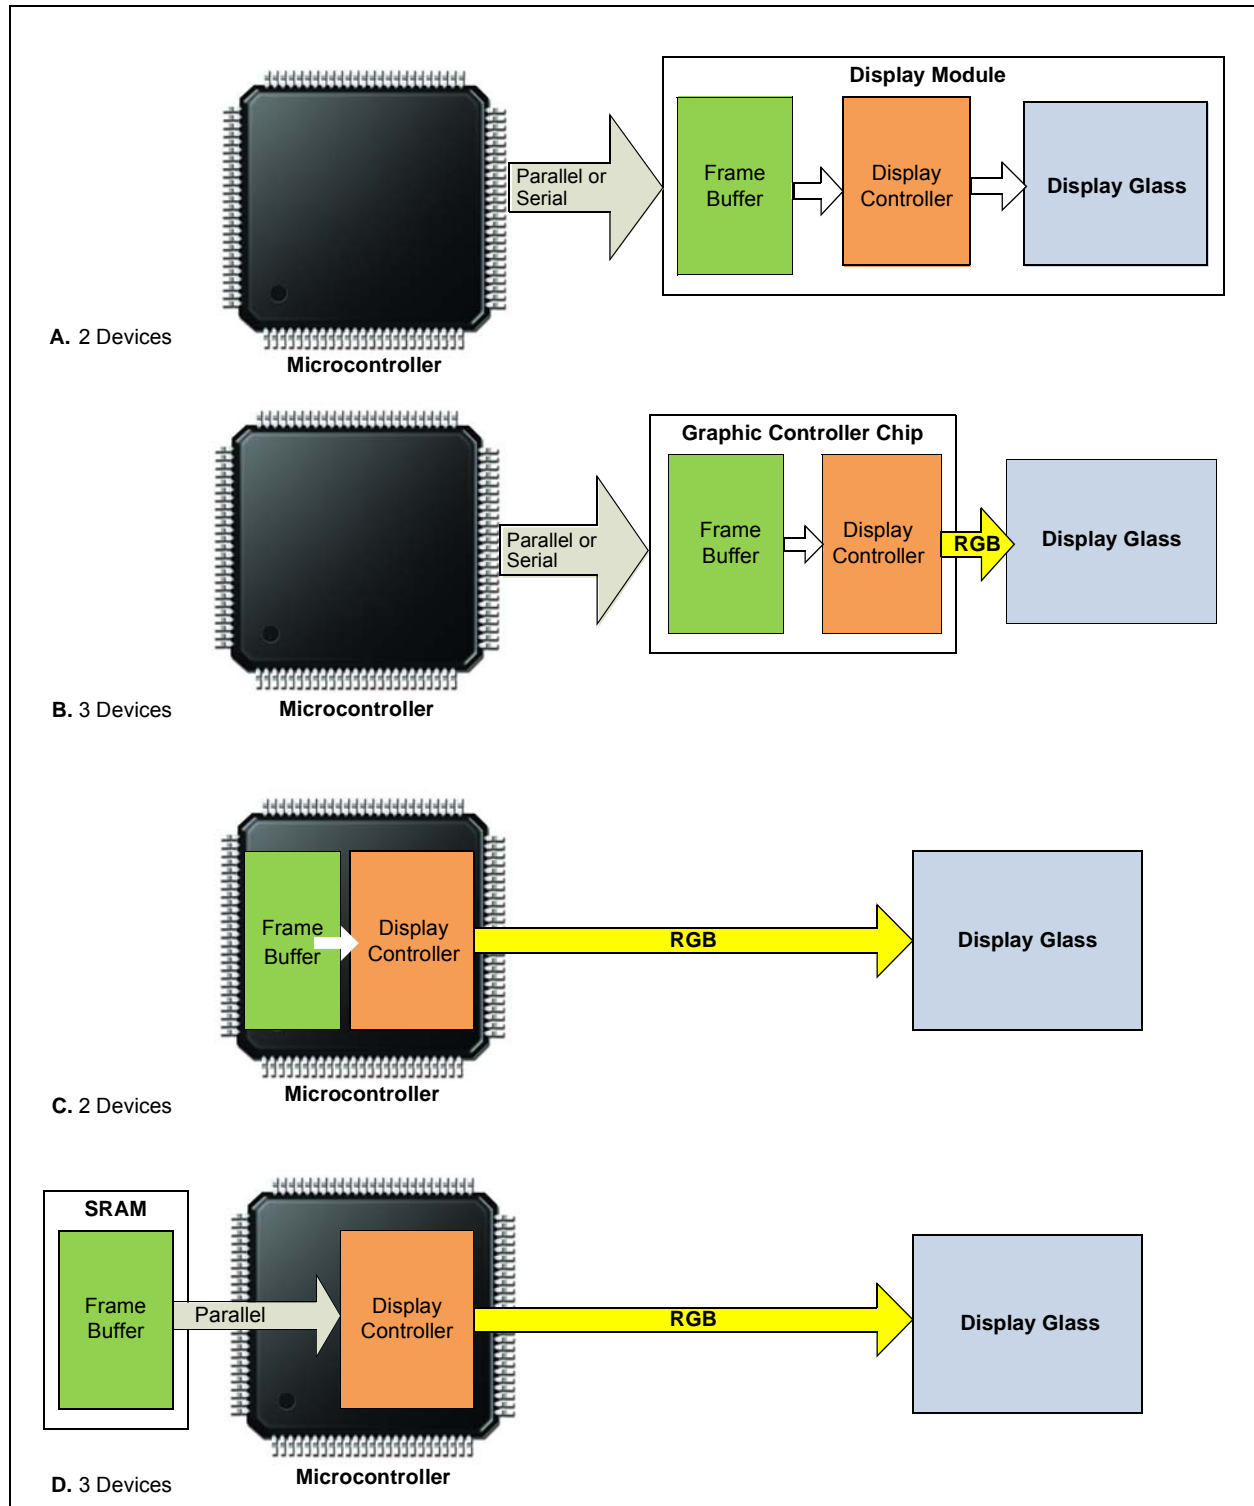 Display Module
Parallel or
Serial
Frame
Buffer
Display
Controller
Display Glass
A. 2 Devices
Microcontroller
Graphic Controller Chip
Parallel or
Serial
Frame
Buffer
Display
Controller
RGB
Display Glass
B. 3 Devices
Microcontroller
Frame
Buffer
Display
Controller
RGB
Display Glass
C. 2 Devices
Microcontroller
SRAM
Frame
Buffer
Parallel
Display
Controller
RGB
Display Glass
D. 3 Devices
Microcontroller